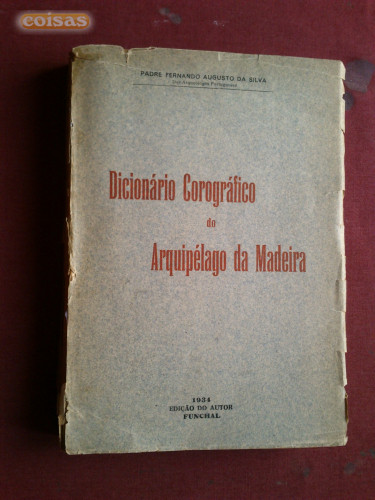 coisas
PADRE FERNANDO AUGUSTO DA SILVA
Dicionário Corográfico
do
Arquipélago da Madeira
1934
EDIÇÃO DO AUTOR
FUNCHAL